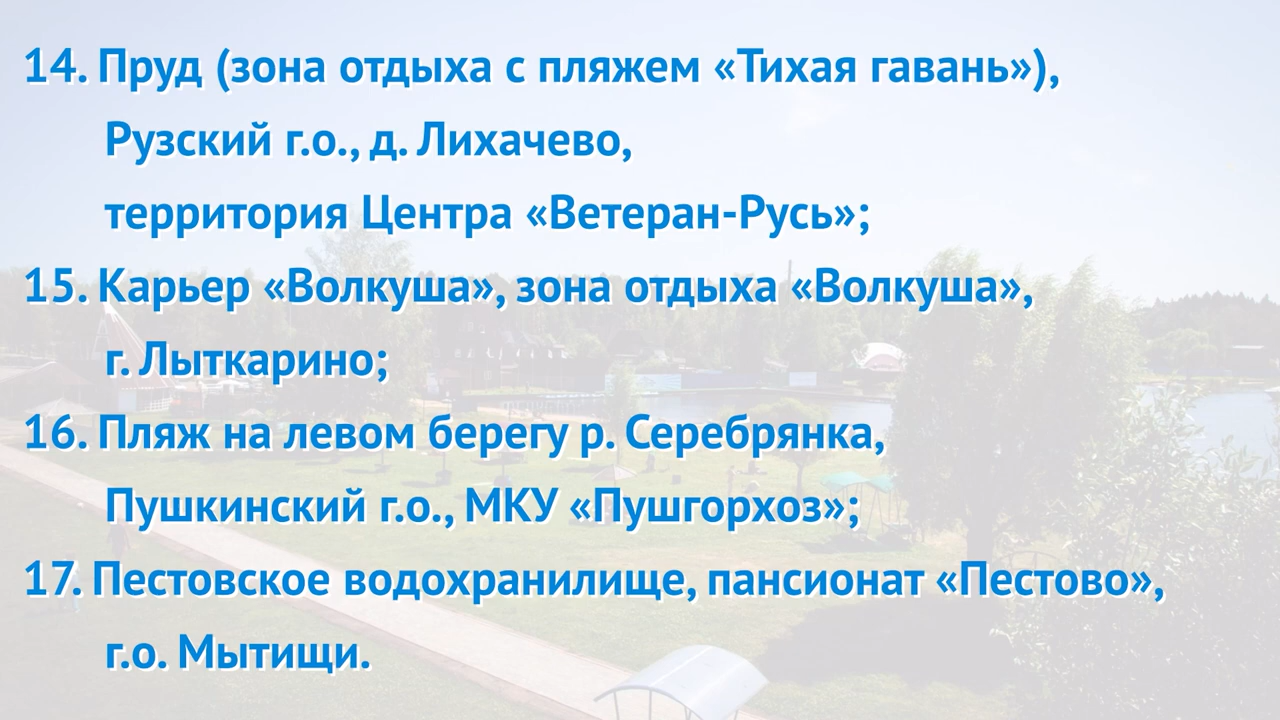 14. Пруд (зона отдыха с пляжем «Тихая гавань»),
Рузский г.о., д. Лихачево,
территория Центра «Ветеран-Русь»;
15. Карьер «Волкуша», зона отдыха «Волкуша»,
г. Лыткарино;
16. Пляж на левом берегу р. Серебрянка,
Пушкинский г.о., МКУ «Пушгорхоз»;
17. Пестовское водохранилище, пансионат «Пестово»,
г.о. Мытищи.